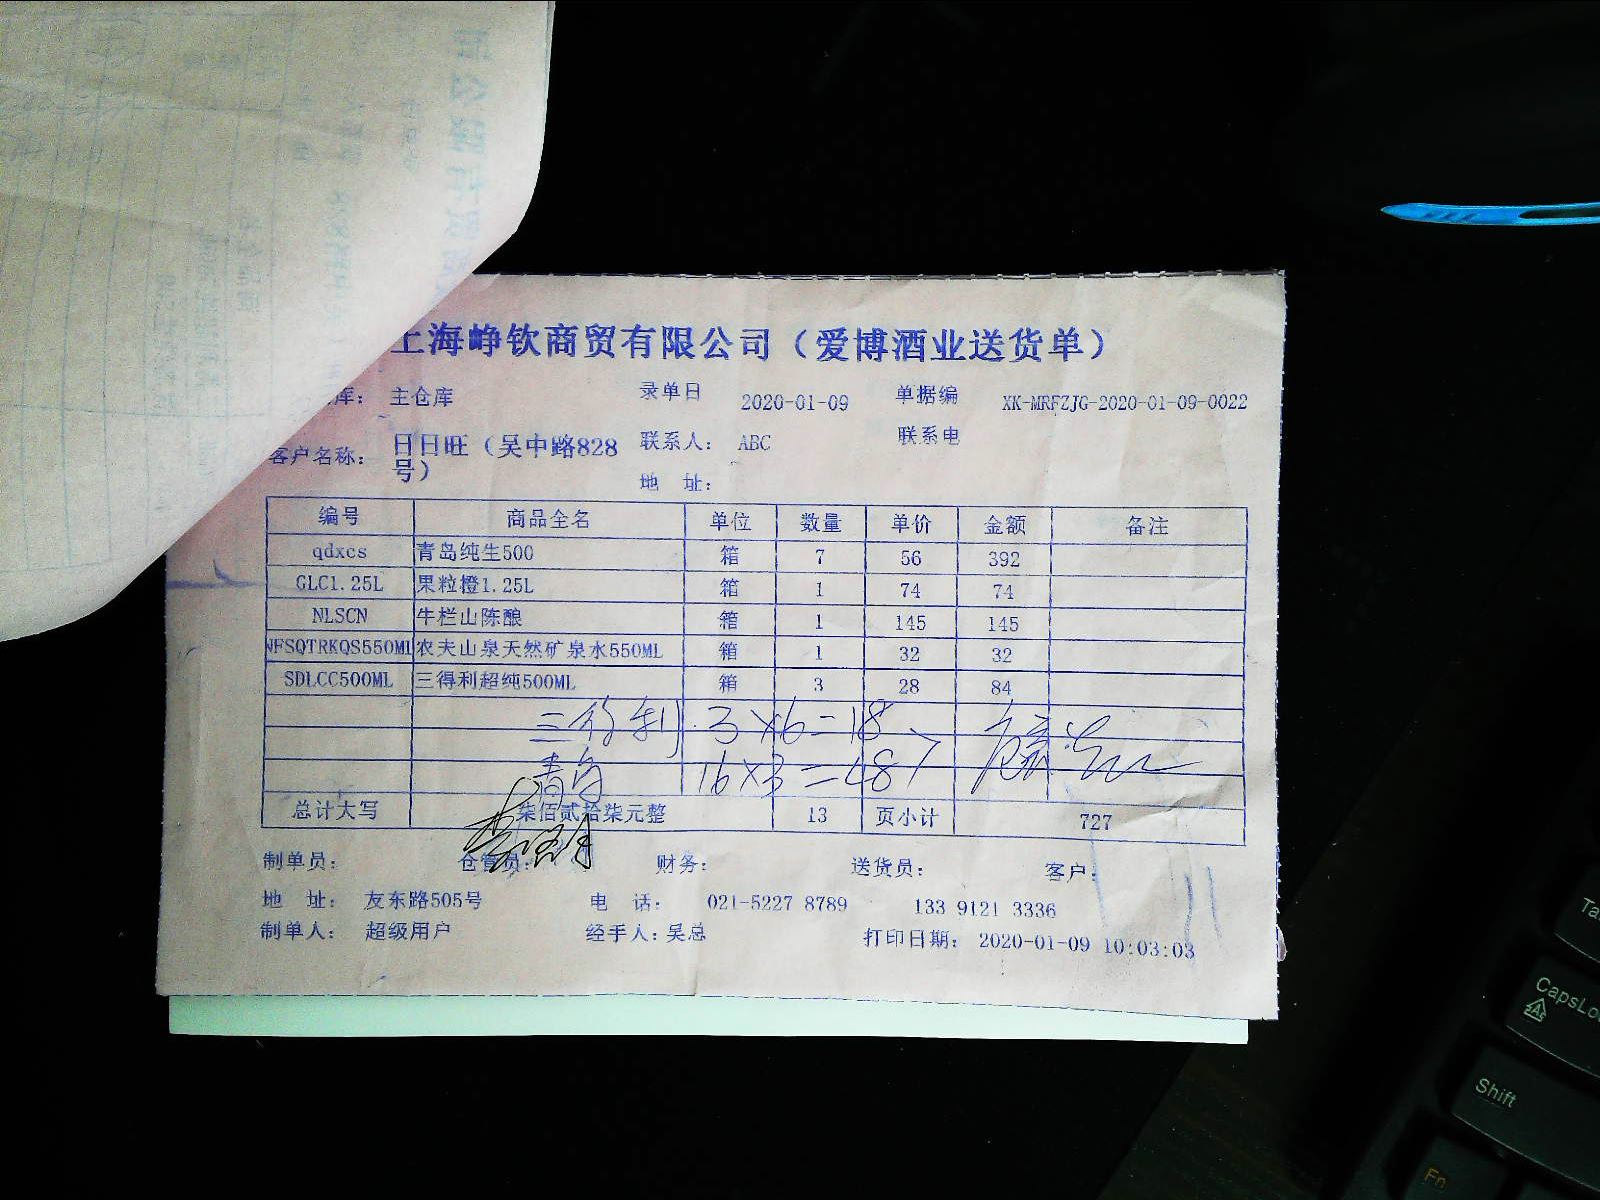 上海峥钦商贸有限公司（爱博酒业送货单）
库： 主仓库 录单日 2020-01-09 单据编 XK-MRFZJG-2020-01-09-0022
客户名称： 日日旺（吴中路828号） 联系人： ABC 联系电
地 址：
编号 商品全名 单位 数量 单价 金额 备注
qdxcs 青岛纯生500 箱 7 56 392
GLC1.25L 果粒橙1.25L 箱 1 74 74
NLSCN 牛栏山陈酿 箱 1 145 145
NFSQTRKQS550ML 农夫山泉天然矿泉水550ML 箱 1 32 32
SDLCC500ML 三得利超纯500ML 箱 3 28 84
三得利 3×6=18
青岛 16×3=48
总计大写 柒佰贰拾柒元整 13 页小计 727
制单员： 仓管员： 财务： 送货员： 客户：
地 址： 友东路505号 电 话： 021-5227 8789 133 9121 3336
制单人： 超级用户 经手人：吴总 打印日期： 2020-01-09 10:03:03
Ta
CapsLo
Shift
Fn